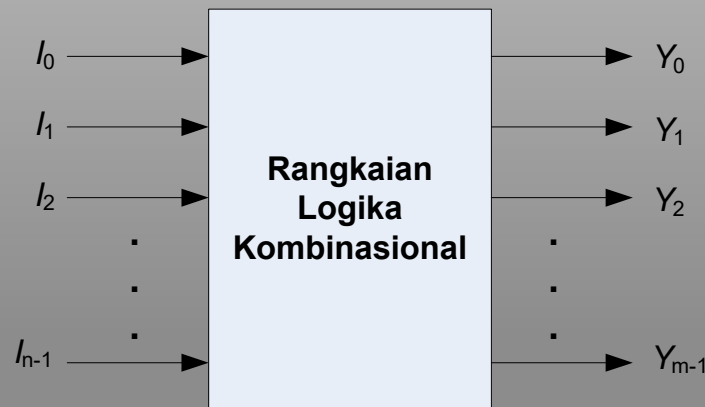 I0
Y0
I1
Y1
I2
Y2
Rangkaian
Logika
Kombinasional
.
.
.
.
.
.
In-1
Ym-1